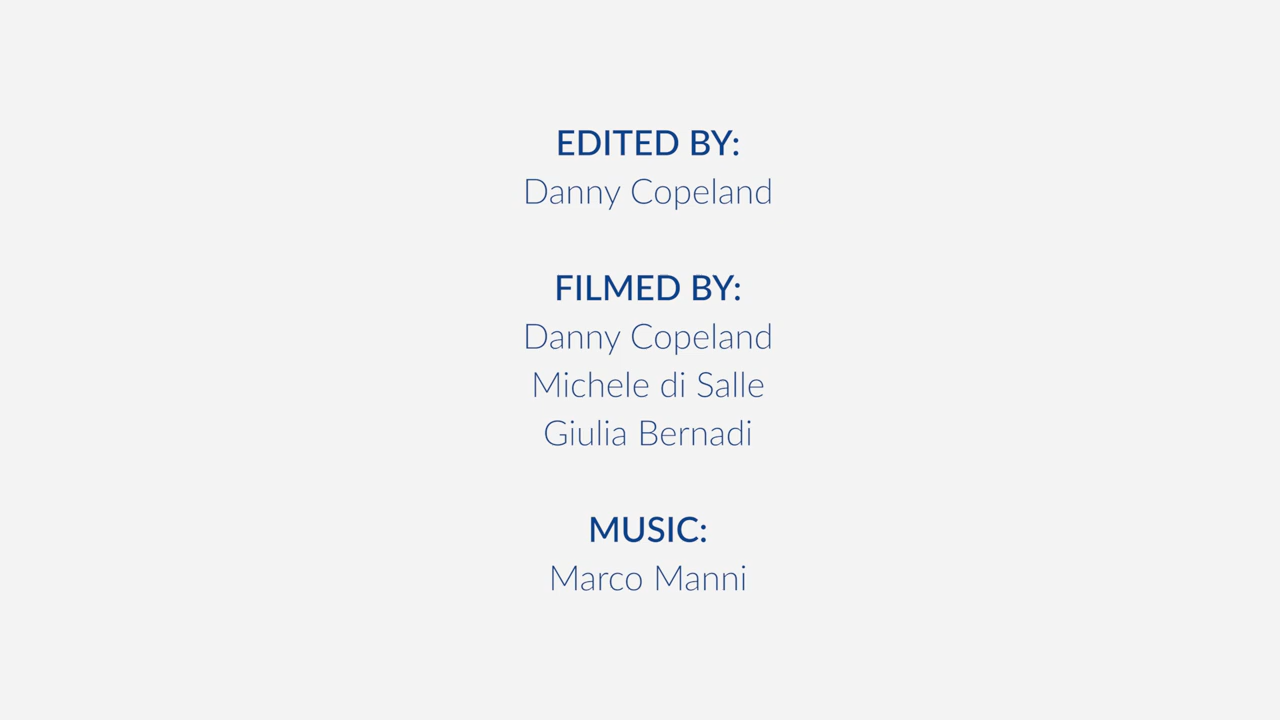 EDITED BY:
Danny Copeland
FILMED BY:
Danny Copeland
Michele di Salle
Giulia Bernadi
MUSIC:
Marco Manni